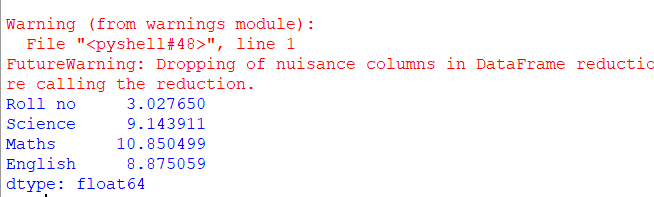 Warning (from warnings module):
  File "<pyshell#48>", line 1
FutureWarning: Dropping of nuisance columns in DataFrame reductio
re calling the reduction.
Roll no     3.027650
Science     9.143911
Maths      10.850499
English     8.875059
dtype: float64